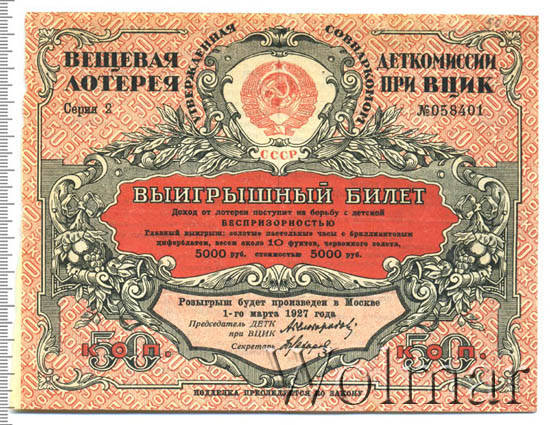 ВЕЩЕВАЯ
ЛОТЕРЕЯ
Серия 2
УТВЕРЖДЕННАЯ СОВНАРКОМОМ
СССР
ДЕТКОМИССИИ
ПРИ ВЦИК
№058401
ВЫИГРЫШНЫЙ БИЛЕТ
Доход от лотереи поступит на борьбу с детской
БЕСПРИЗОРНОСТЬЮ
Главный выигрыш: золотые настольные часы с бриллиантовым
циферблатом, весом около 10 фунтов, червонного золота,
5000 руб. стоимостью 5000 руб.
Розыгрыш будет произведен в Москве
1-го марта 1927 года
Председатель ДЕТК
при ВЦИК
Секретарь
50 КОП.
50 КОП.
ПОДДЕЛКА ПРЕСЛЕДУЕТСЯ ПО ЗАКОНУ
Wolmar